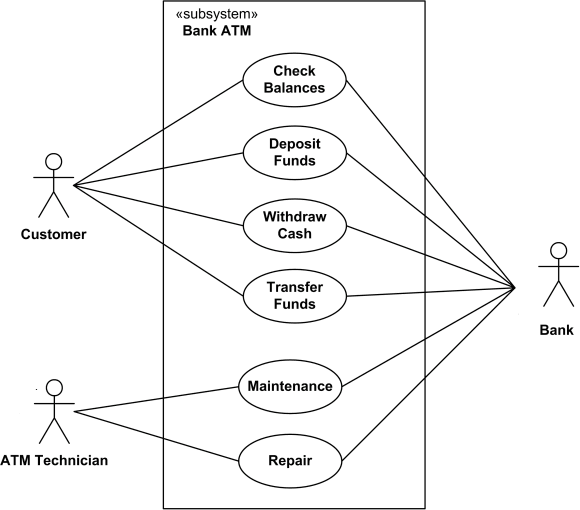 «subsystem»
Bank ATM
Check
Balances
Deposit
Funds
Customer
Withdraw
Cash
Transfer
Funds
Bank
Maintenance
ATM Technician
Repair